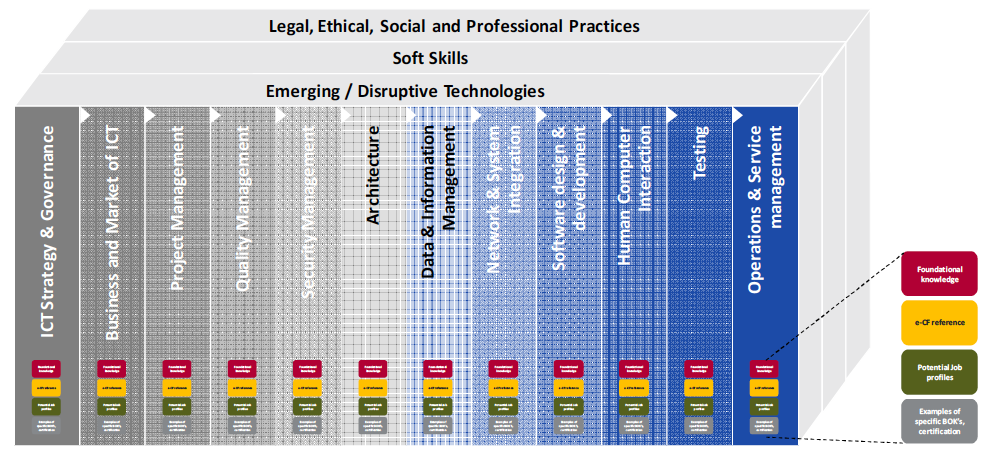 Legal, Ethical, Social and Professional Practices
Soft Skills
Emerging / Disruptive Technologies
ICT Strategy & Governance
Business and Market of ICT
Project Management
Quality Management
Security Management
Architecture
Data & Information
Management
Network & System
Integration
Software design &
development
Human Computer
Interaction
Testing
Operations & Service
management
Foundational
knowledge
e-CF reference
Potential Job
profiles
Examples of
specific BOK's,
certification